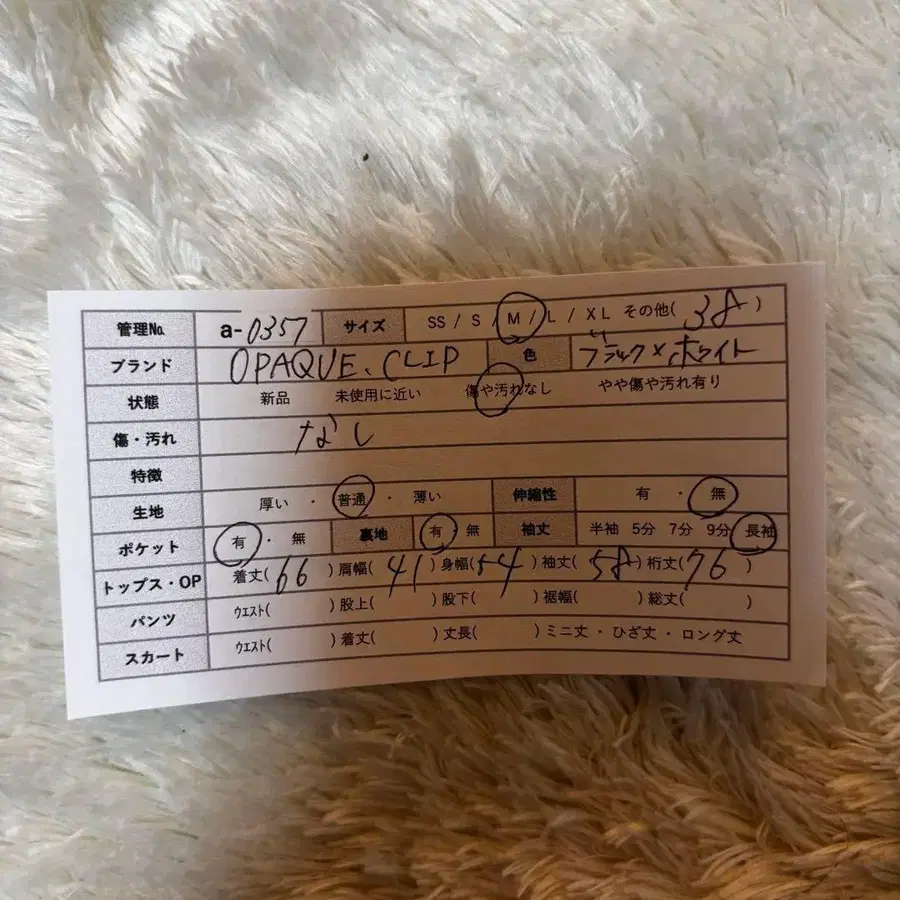 管理No. a-0357 サイズ SS / S / M / L / XL その他( 38 )
ブランド OPAQUE.CLIP 色 ブラック×ホワイト
状態 新品 未使用に近い 傷や汚れなし やや傷や汚れ有り
傷・汚れ なし
特徴
生地 厚い ・ 普通 ・ 薄い 伸縮性 有 ・ 無
ポケット 有 ・ 無 裏地 有 ・ 無 袖丈 半袖 5分 7分 9分 長袖
トップス・OP 着丈( 66 ) 肩幅( 41 ) 身幅( 54 ) 袖丈( 58 ) 桁丈( 76 )
パンツ ウエスト( ) 股上( ) 股下( ) 裾幅( ) 総丈( )
スカート ウエスト( ) 着丈( ) 丈長( ) ミニ丈 ・ ひざ丈 ・ ロング丈